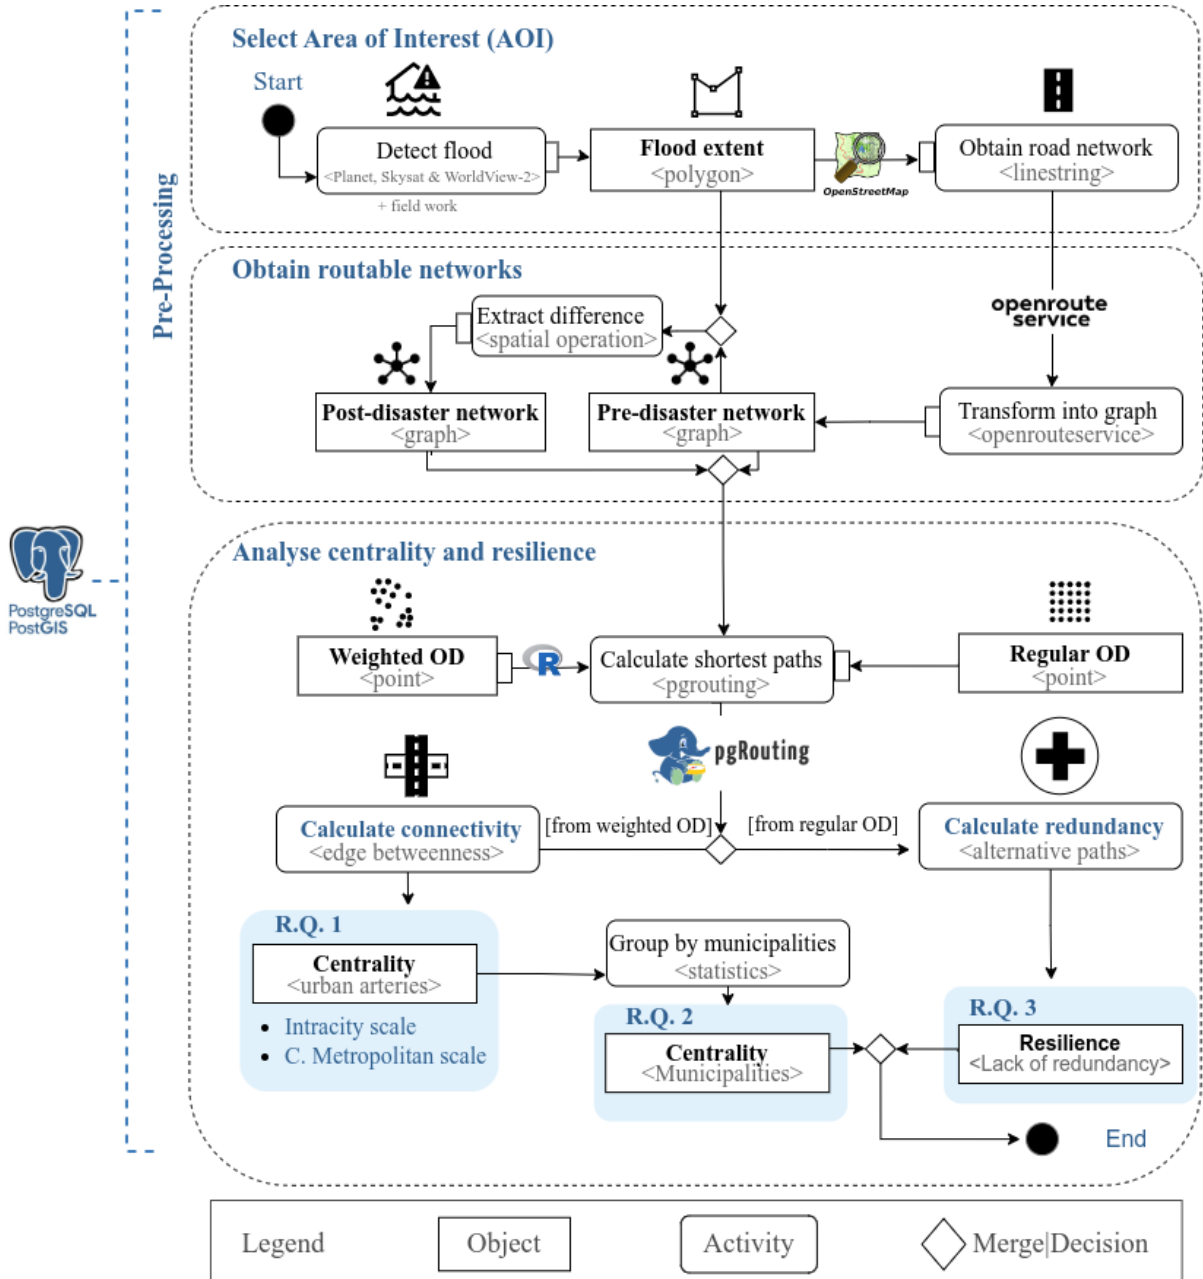 Select Area of Interest (AOI)
Start
Detect flood
<Planet, Skysat & WorldView-2>
+ field work
Flood extent
<polygon>
OpenStreetMap
Obtain road network
<linestring>
Pre-Processing
Obtain routable networks
openroute
service
Extract difference
<spatial operation>
Post-disaster network
<graph>
Pre-disaster network
<graph>
Transform into graph
<openrouteservice>
PostgreSQL
PostGIS
Analyse centrality and resilience
Weighted OD
<point>
R
Calculate shortest paths
<pgrouting>
Regular OD
<point>
pgRouting
Calculate connectivity
<edge betweenness>
[from weighted OD]
[from regular OD]
Calculate redundancy
<alternative paths>
R.Q. 1
Centrality
<urban arteries>
• Intracity scale
• C. Metropolitan scale
Group by municipalities
<statistics>
R.Q. 2
Centrality
<Municipalities>
R.Q. 3
Resilience
<Lack of redundancy>
End
Legend
Object
Activity
Merge|Decision